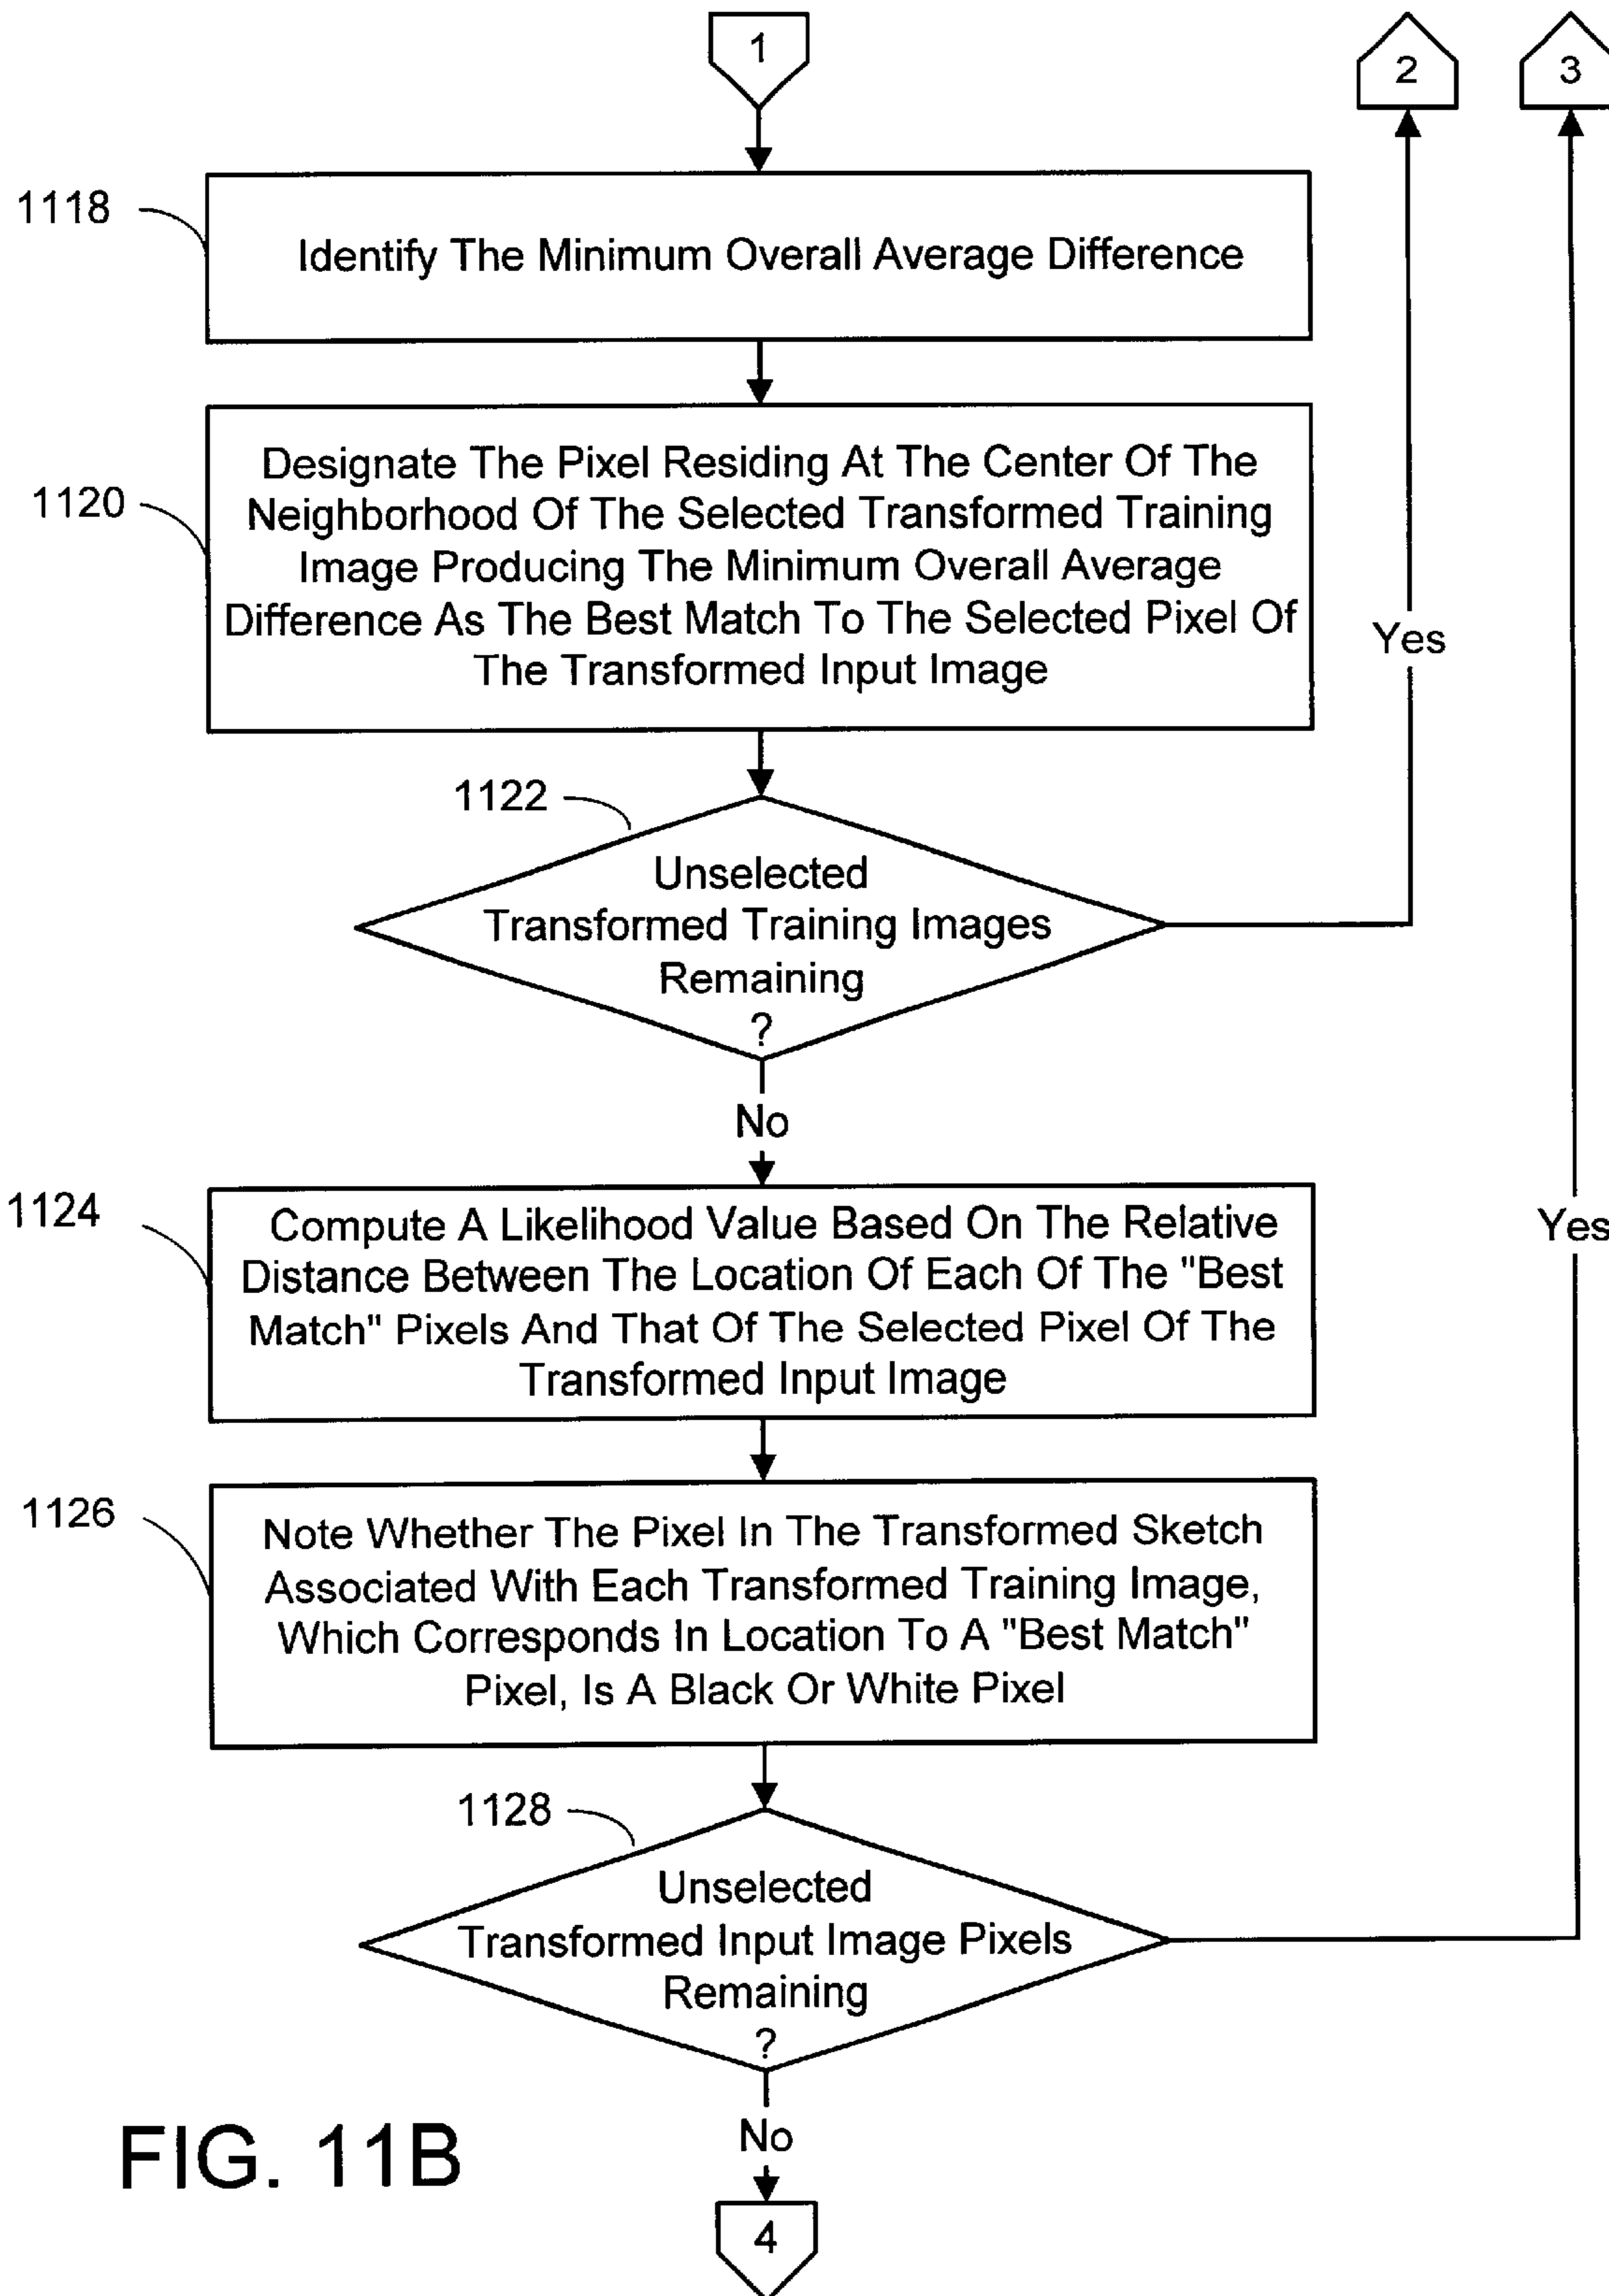 1
2
3
1118
Identify The Minimum Overall Average Difference
1120
Designate The Pixel Residing At The Center Of The
Neighborhood Of The Selected Transformed Training
Image Producing The Minimum Overall Average
Difference As The Best Match To The Selected Pixel Of
The Transformed Input Image
Yes
1122
Unselected
Transformed Training Images
Remaining
?
No
1124
Compute A Likelihood Value Based On The Relative
Distance Between The Location Of Each Of The "Best
Match" Pixels And That Of The Selected Pixel Of The
Transformed Input Image
Yes
1126
Note Whether The Pixel In The Transformed Sketch
Associated With Each Transformed Training Image,
Which Corresponds In Location To A "Best Match"
Pixel, Is A Black Or White Pixel
1128
Unselected
Transformed Input Image Pixels
Remaining
?
No
FIG. 11B
4